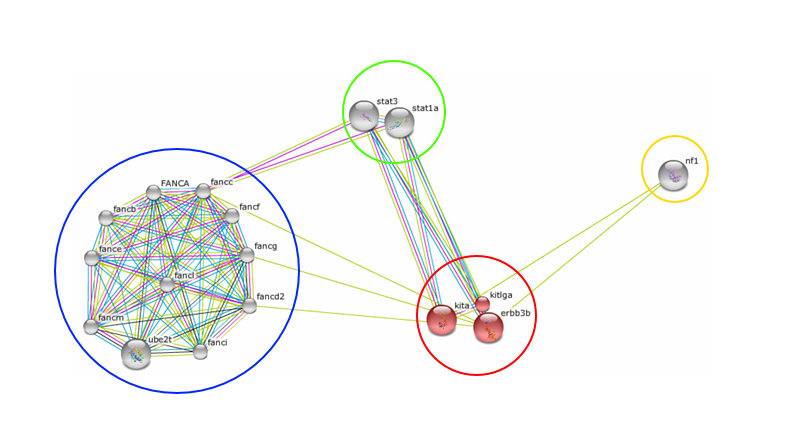 stat3
stat1a
nf1
FANCA
fancc
fancb
fancf
fance
fancg
fancl
fancd2
kitlga
kita
erbb3b
fancm
ube2t
fanci